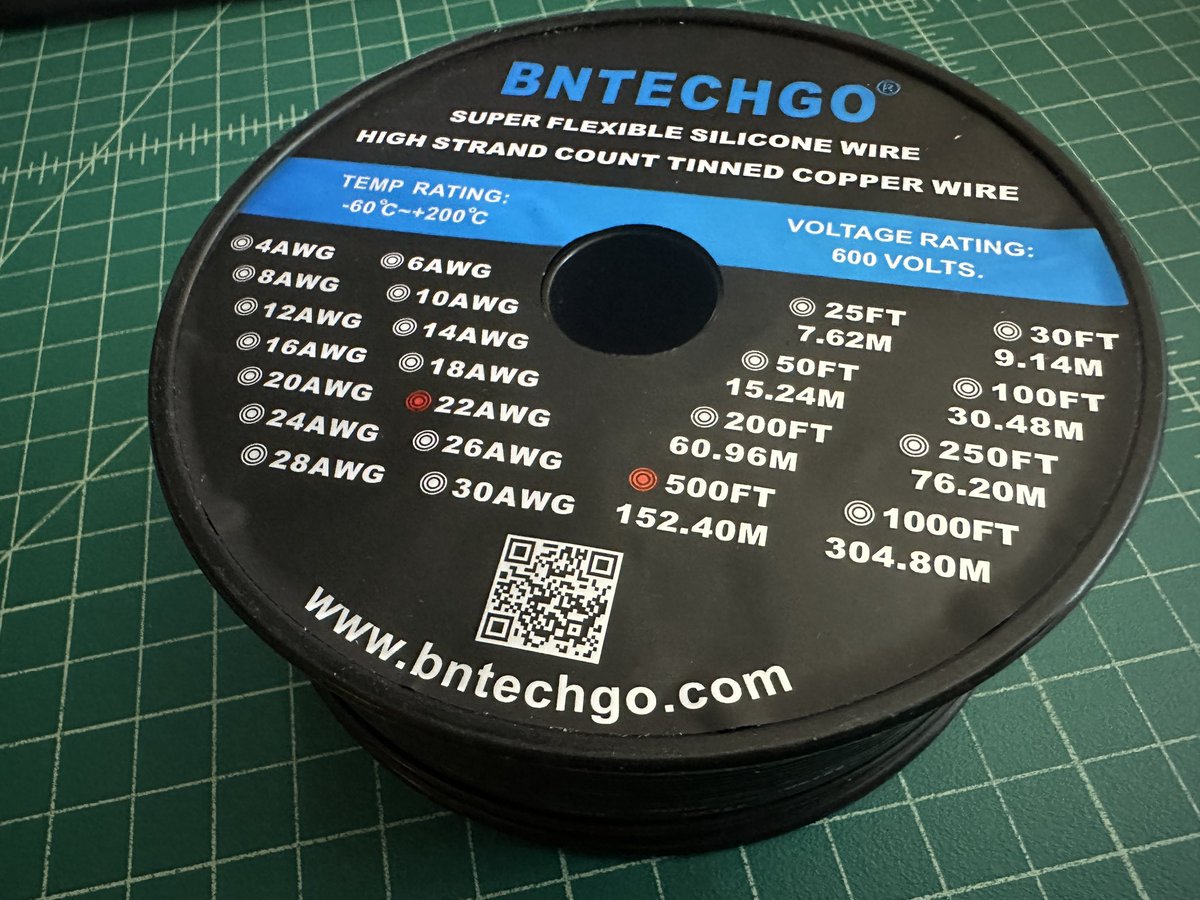 BNTECHGO®
SUPER FLEXIBLE SILICONE WIRE
HIGH STRAND COUNT TINNED COPPER WIRE
TEMP RATING:
-60℃~+200℃
VOLTAGE RATING:
600 VOLTS.
4AWG 6AWG
8AWG 10AWG
12AWG 14AWG
16AWG 18AWG
20AWG 22AWG
24AWG 26AWG
28AWG 30AWG
25FT 30FT
7.62M 9.14M
50FT 100FT
15.24M 30.48M
200FT 250FT
60.96M 76.20M
500FT 1000FT
152.40M 304.80M
www.bntechgo.com